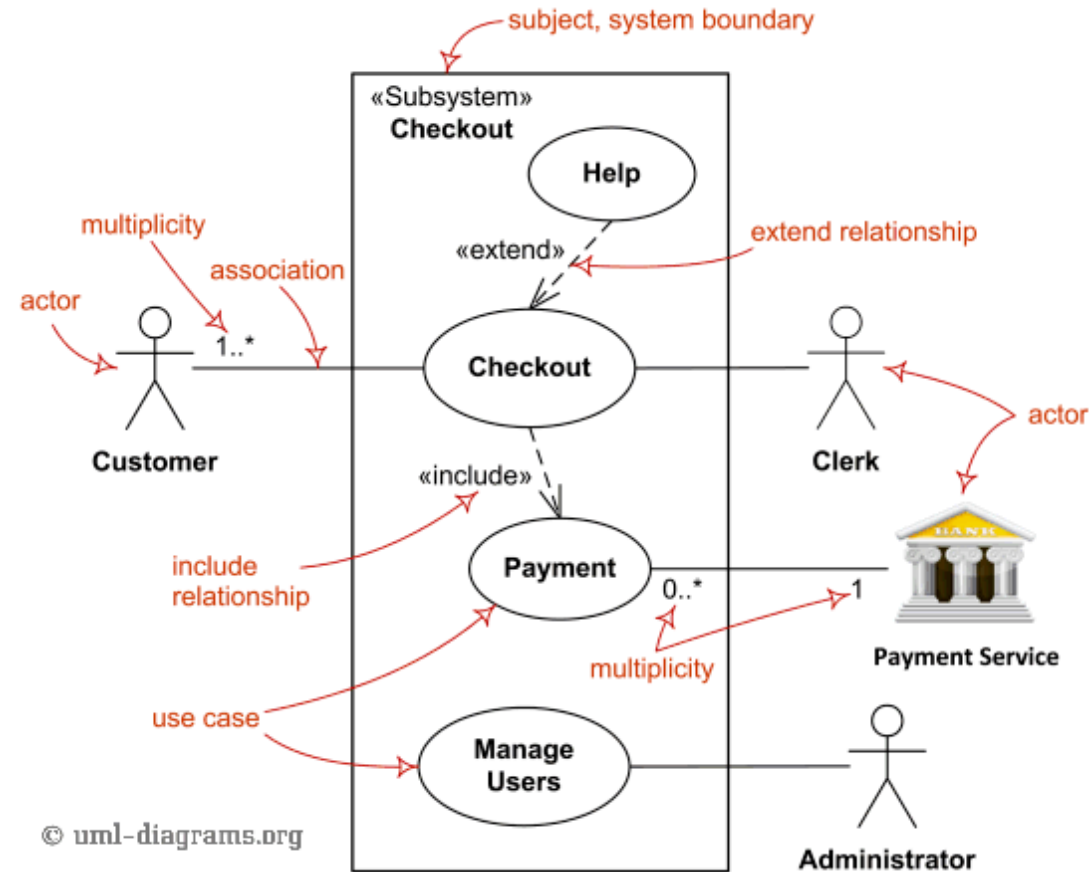 subject, system boundary
«Subsystem»
Checkout
Help
multiplicity
«extend»
extend relationship
association
actor
1..*
Checkout
actor
Customer
Clerk
«include»
BANK
include
relationship
Payment
0..*
1
multiplicity
Payment Service
use case
Manage
Users
© uml-diagrams.org
Administrator